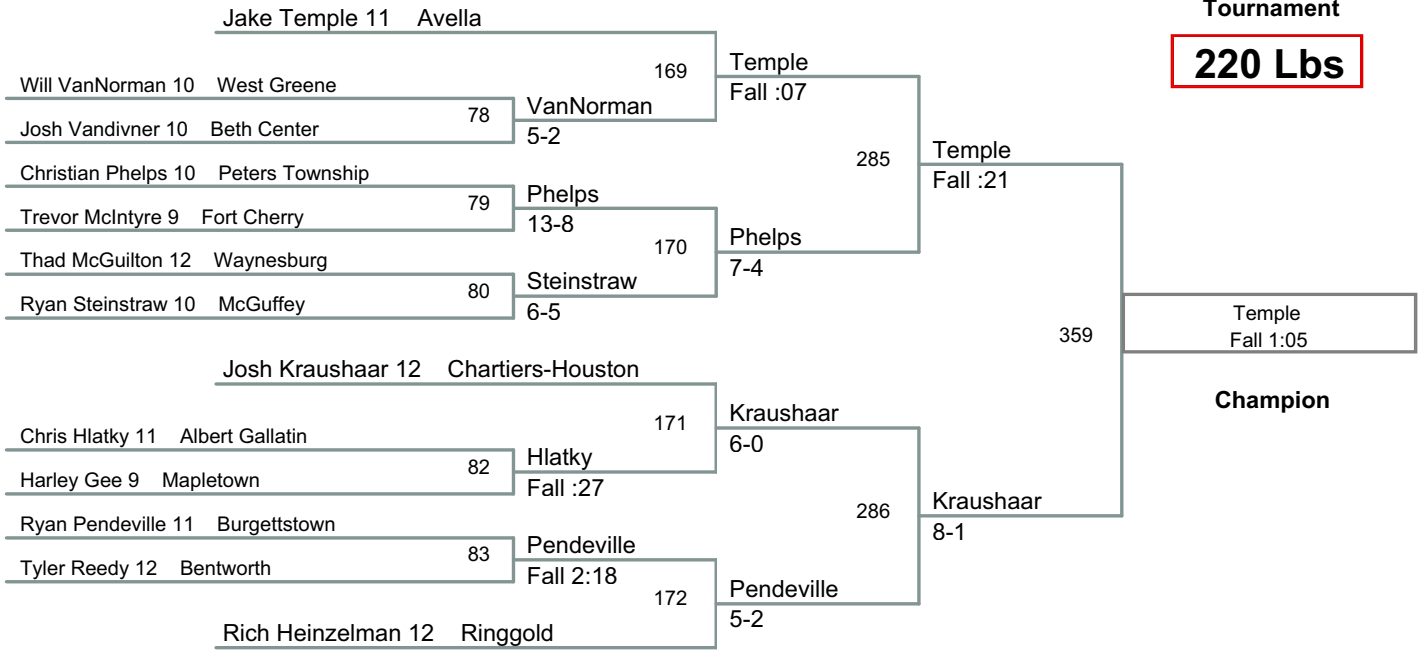 Tournament
220 Lbs
Jake Temple 11 Avella
169
Temple
Fall :07
Will VanNorman 10 West Greene
78
VanNorman
5-2
Josh Vandivner 10 Beth Center
285
Temple
Fall :21
Christian Phelps 10 Peters Township
79
Phelps
13-8
Trevor McIntyre 9 Fort Cherry
170
Phelps
7-4
Thad McGuilton 12 Waynesburg
80
Steinstraw
6-5
Ryan Steinstraw 10 McGuffey
359
Temple
Fall 1:05
Champion
Josh Kraushaar 12 Chartiers-Houston
171
Kraushaar
6-0
Chris Hlatky 11 Albert Gallatin
82
Hlatky
Fall :27
Harley Gee 9 Mapletown
286
Kraushaar
8-1
Ryan Pendeville 11 Burgettstown
83
Pendeville
Fall 2:18
Tyler Reedy 12 Bentworth
172
Pendeville
5-2
Rich Heinzelman 12 Ringgold